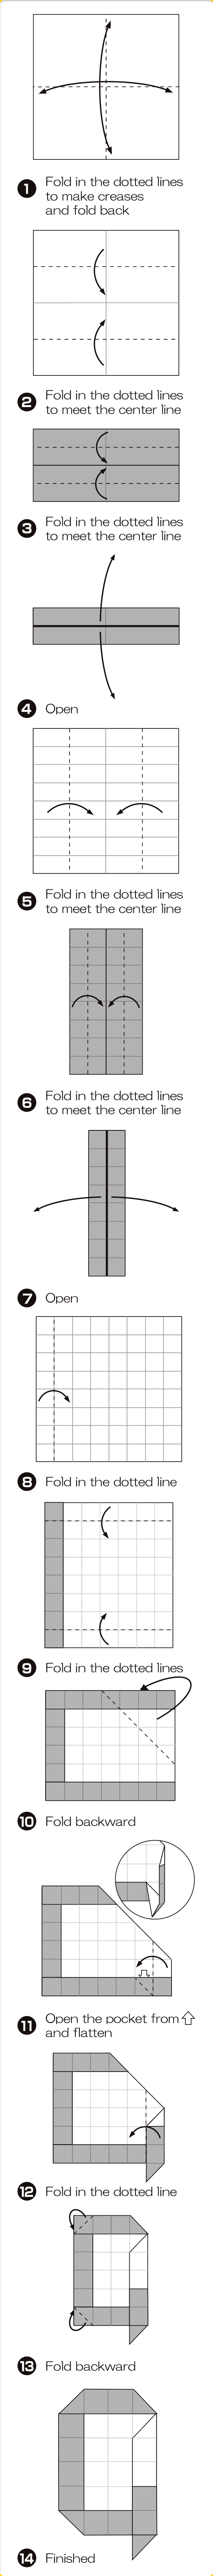 1 Fold in the dotted lines
to make creases
and fold back
2 Fold in the dotted lines
to meet the center line
3 Fold in the dotted lines
to meet the center line
4 Open
5 Fold in the dotted lines
to meet the center line
6 Fold in the dotted lines
to meet the center line
7 Open
8 Fold in the dotted line
9 Fold in the dotted lines
10 Fold backward
11 Open the pocket from
and flatten
12 Fold in the dotted line
13 Fold backward
14 Finished